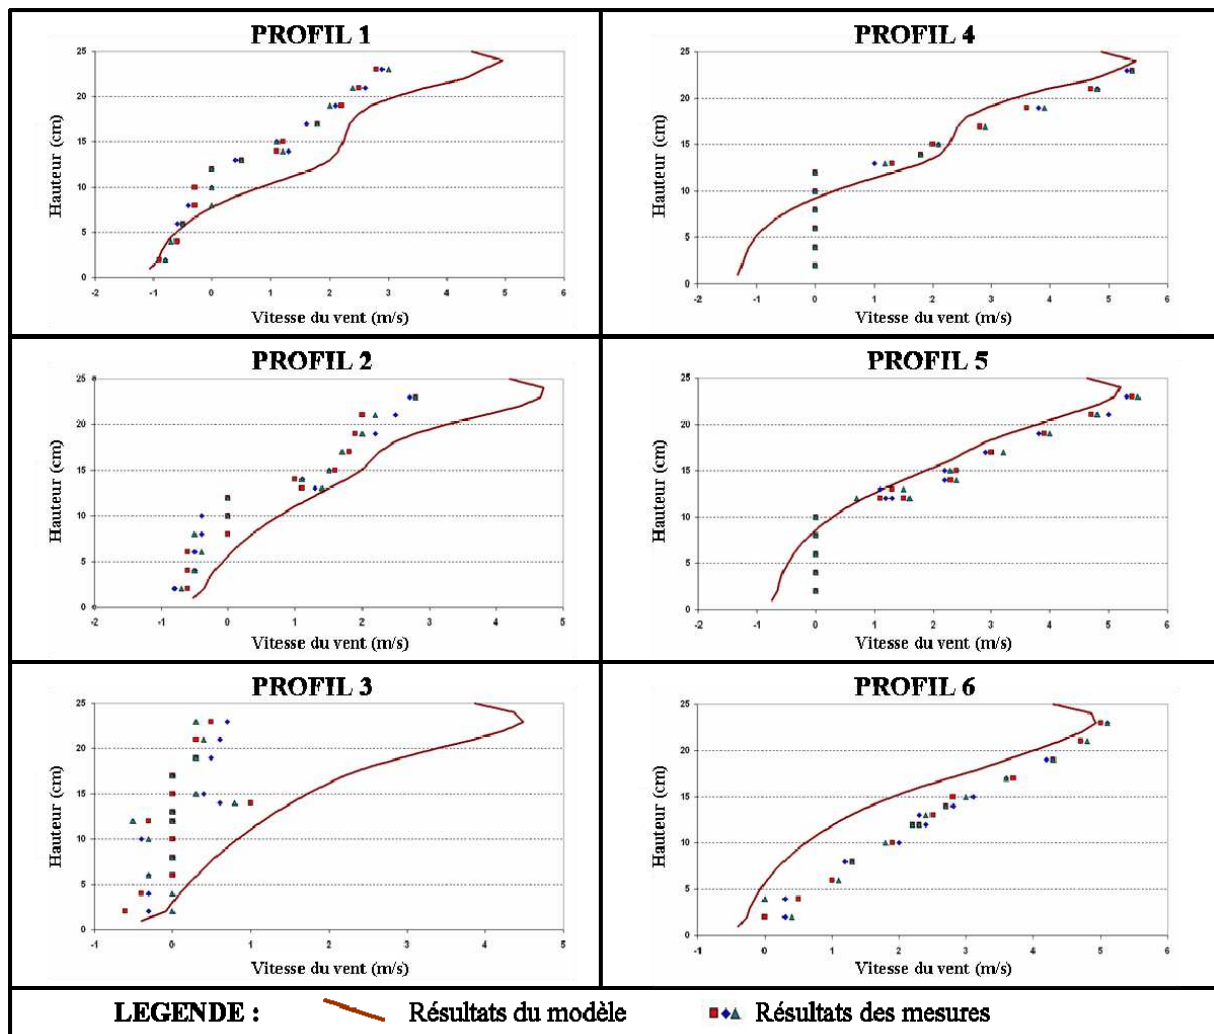 PROFIL 1
Hauteur (cm)
25
20
15
10
5
0
-2 -1 0 1 2 3 4 5 6
Vitesse du vent (m/s)
PROFIL 4
Hauteur (cm)
25
20
15
10
5
0
-2 -1 0 1 2 3 4 5 6
Vitesse du vent (m/s)
PROFIL 2
Hauteur (cm)
25
20
15
10
5
0
-2 -1 0 1 2 3 4 5
Vitesse du vent (m/s)
PROFIL 5
Hauteur (cm)
25
20
15
10
5
0
-2 -1 0 1 2 3 4 5 6
Vitesse du vent (m/s)
PROFIL 3
Hauteur (cm)
25
20
15
10
5
0
-1 0 1 2 3 4 5
Vitesse du vent (m/s)
PROFIL 6
Hauteur (cm)
25
20
15
10
5
0
-1 0 1 2 3 4 5 6
Vitesse du vent (m/s)
LEGENDE : Résultats du modèle Résultats des mesures